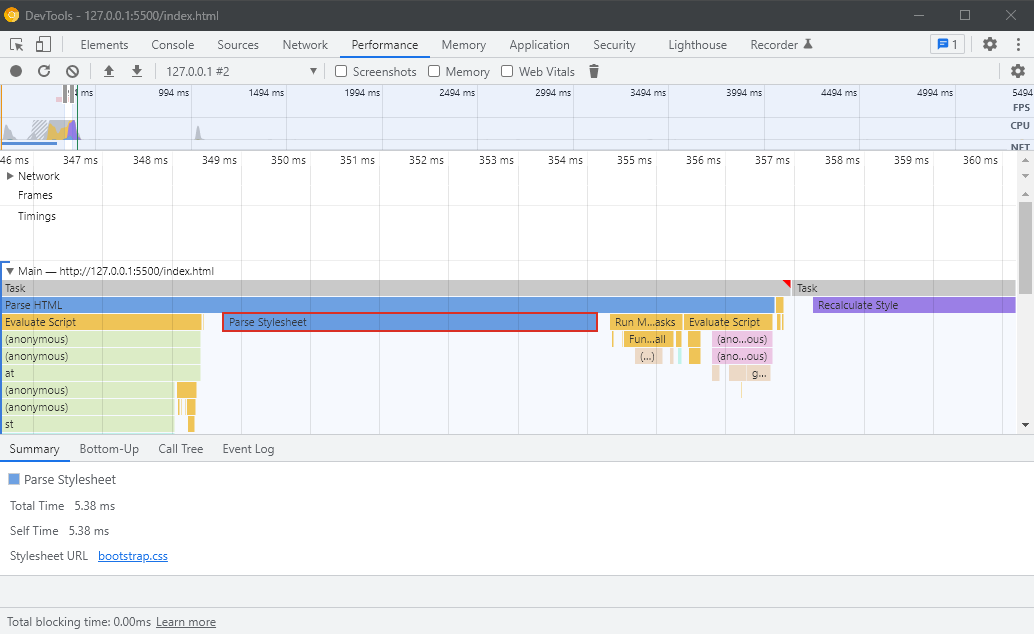 DevTools - 127.0.0.1:5500/index.html
Elements Console Sources Network Performance Memory Application Security Lighthouse Recorder 1
127.0.0.1 #2 Screenshots Memory Web Vitals
ms 994 ms 1494 ms 1994 ms 2494 ms 2994 ms 3494 ms 3994 ms 4494 ms 4994 ms 5494
FPS
CPU
NET
46 ms 347 ms 348 ms 349 ms 350 ms 351 ms 352 ms 353 ms 354 ms 355 ms 356 ms 357 ms 358 ms 359 ms 360 ms
Network
Frames
Timings
Main — http://127.0.0.1:5500/index.html
Task Task
Parse HTML Recalculate Style
Evaluate Script Parse Stylesheet Run M...asks Evaluate Script
(anonymous) Fun...all (ano...ous)
(anonymous) (...) (ano...ous)
at g...
(anonymous)
(anonymous)
st
Summary Bottom-Up Call Tree Event Log
Parse Stylesheet
Total Time 5.38 ms
Self Time 5.38 ms
Stylesheet URL bootstrap.css
Total blocking time: 0.00ms Learn more